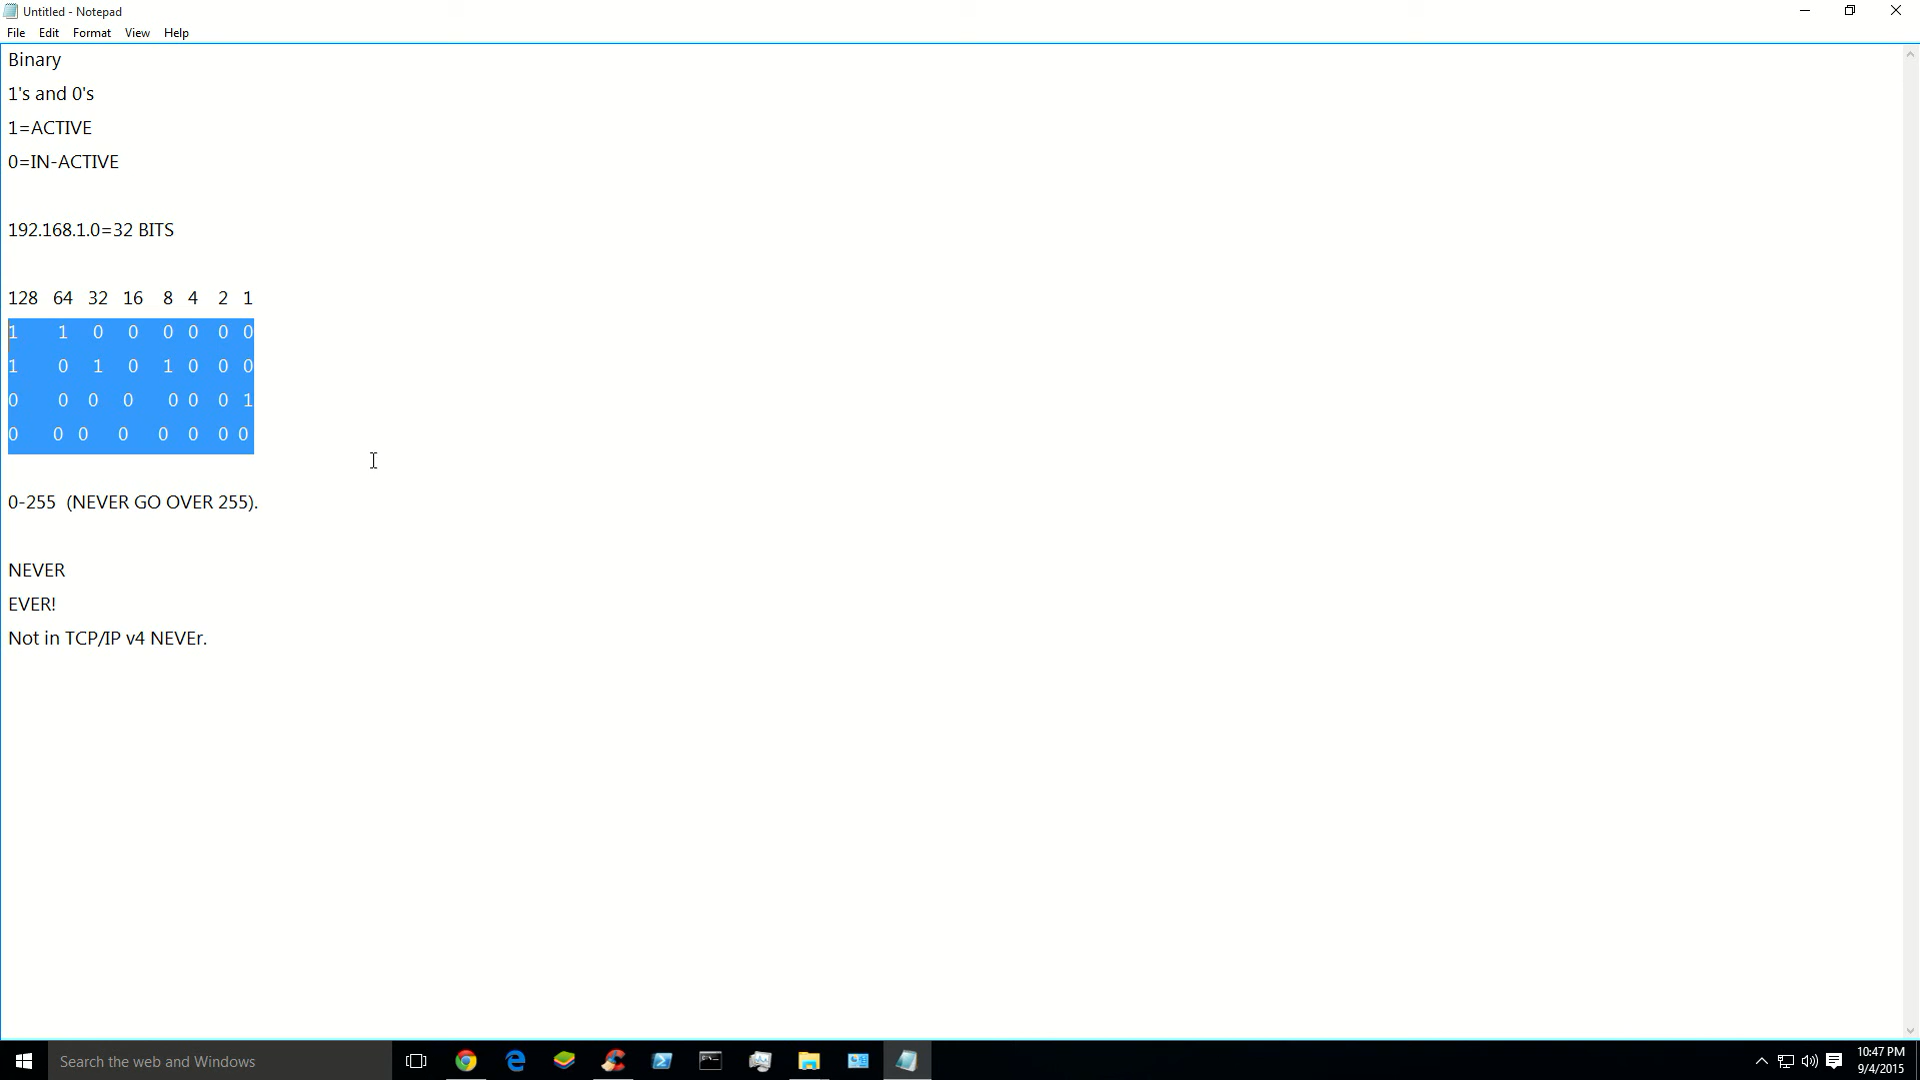 Untitled - Notepad
File Edit Format View Help
Binary
1's and 0's
1=ACTIVE
0=IN-ACTIVE
192.168.1.0=32 BITS
128 64 32 16 8 4 2 1
1 1 0 0 0 0 0 0
1 0 1 0 1 0 0 0
0 0 0 0 0 0 0 1
0 0 0 0 0 0 0 0
0-255 (NEVER GO OVER 255).
NEVER
EVER!
Not in TCP/IP v4 NEVEr.
Search the web and Windows
10:47 PM
9/4/2015